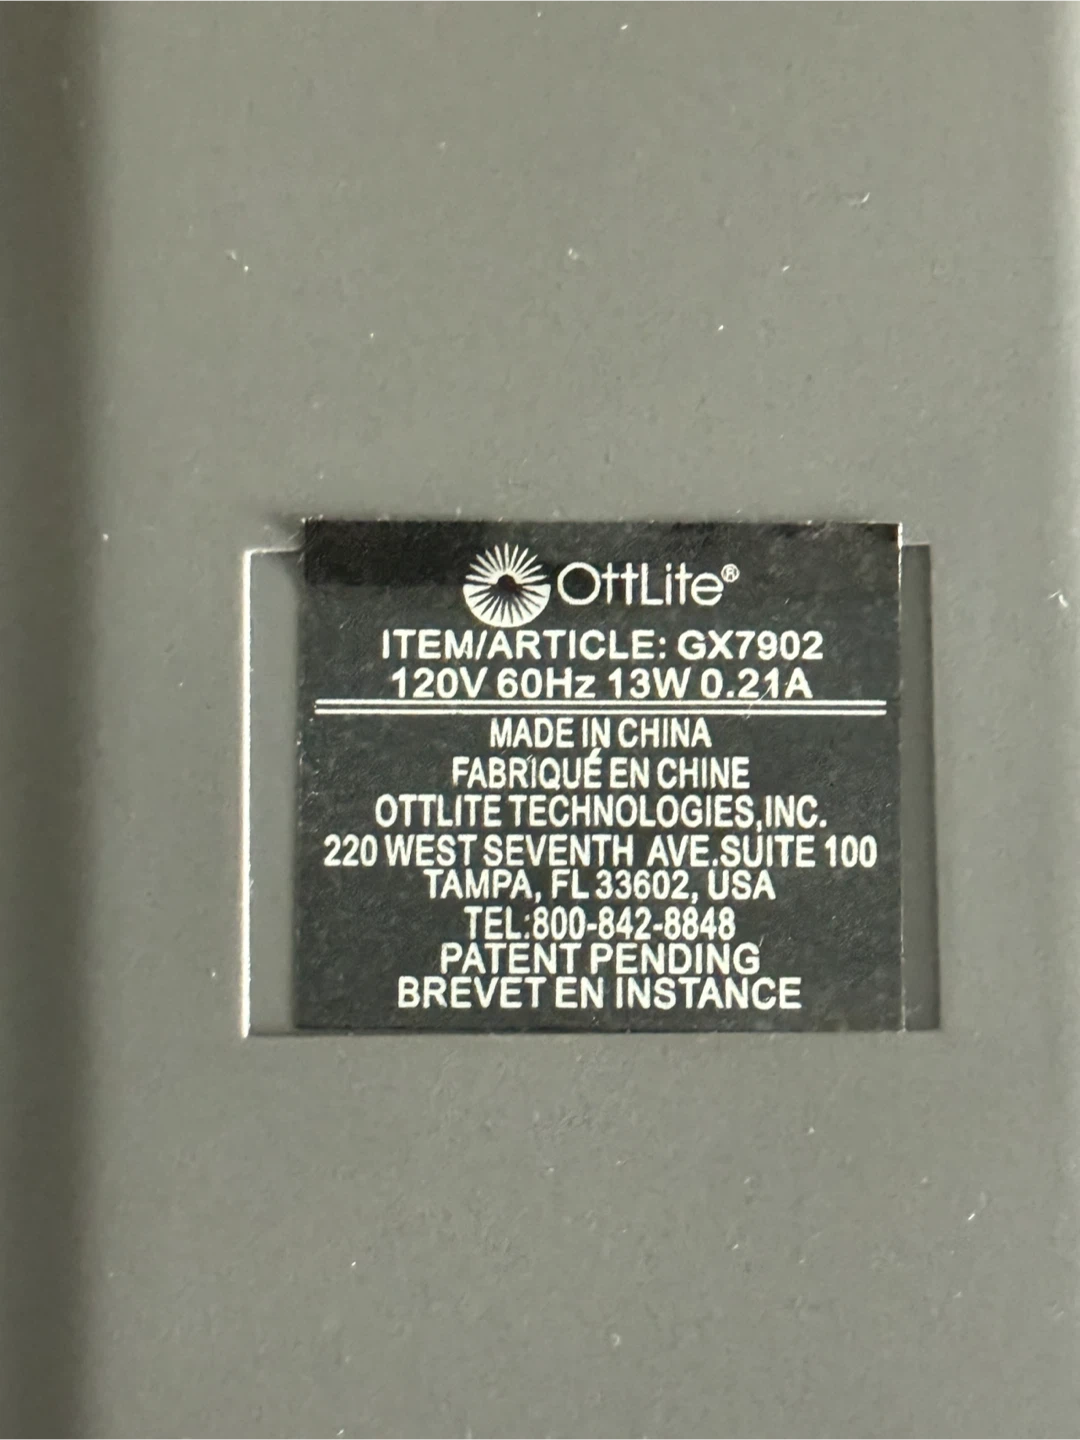 OttLite®
ITEM/ARTICLE: GX7902
120V 60Hz 13W 0.21A
MADE IN CHINA
FABRIQUÉ EN CHINE
OTTLITE TECHNOLOGIES,INC.
220 WEST SEVENTH AVE.SUITE 100
TAMPA, FL 33602, USA
TEL:800-842-8848
PATENT PENDING
BREVET EN INSTANCE